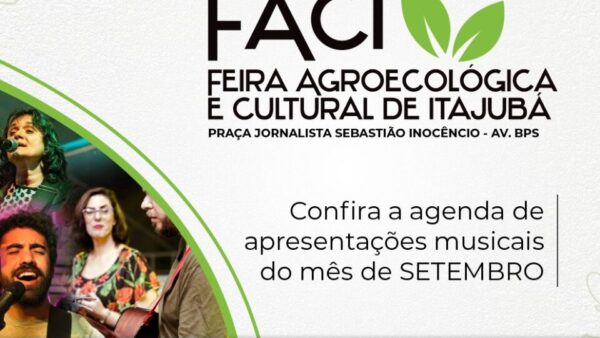 FACI
FEIRA AGROECOLÓGICA
E CULTURAL DE ITAJUBÁ
PRAÇA JORNALISTA SEBASTIÃO INOCÊNCIO - AV. BPS
Confira a agenda de
apresentações musicais
do mês de SETEMBRO